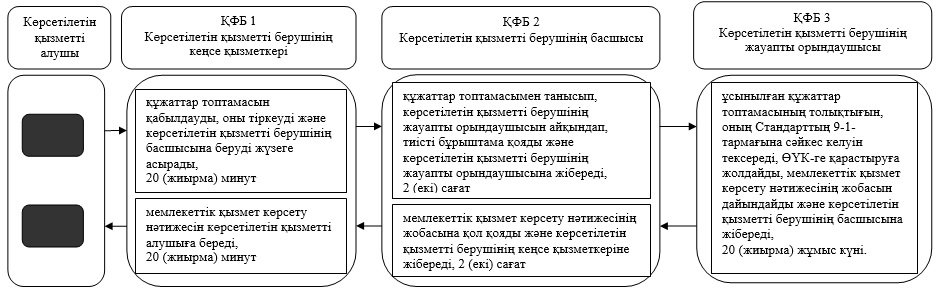 Көрсетілетін
қызметті
алушы
ҚФБ 1
Көрсетілетін қызметті берушінің
кеңсе қызметкері
ҚФБ 2
Көрсетілетін қызметті берушінің басшысы
ҚФБ 3
Көрсетілетін қызметті берушінің
жауапты орындаушысы
құжаттар топтамасын
қабылдауды, оны тіркеуді және
көрсетілетін қызметті берушінің
басшысына беруді жүзеге
асырады,
20 (жиырма) минут
мемлекеттік қызмет көрсету
нәтижесін көрсетілетін қызметті
алушыға береді,
20 (жиырма) минут
құжаттар топтамасымен танысып,
көрсетілетін қызметті берушінің
жауапты орындаушысын айқындап,
тиісті бұрыштама қояды және
көрсетілетін қызметті берушінің
жауапты орындаушысына жібереді,
2 (екі) сағат
мемлекеттік қызмет көрсету нәтижесінің
жобасына қол қояды және көрсетілетін
қызметті берушінің кеңсе қызметкеріне
жібереді, 2 (екі) сағат
ұсынылған құжаттар
топтамасының толықтығын,
оның Стандарттың 9-1-
тармағына сәйкес келуін
тексереді, ӨҮК-ге қарастыруға
жолдайды, мемлекеттік қызмет
көрсету нәтижесінің жобасын
дайындайды және көрсетілетін
қызметті берушінің басшысына
жібереді,
20 (жиырма) жұмыс күні.